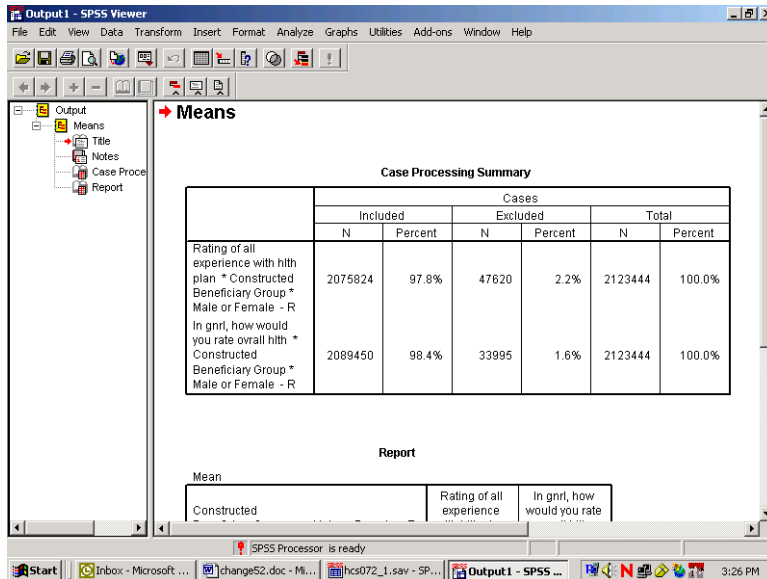 Output1 - SPSS Viewer
File Edit View Data Transform Insert Format Analyze Graphs Utilities Add-ons Window Help
Output
Means
Title
Notes
Case Proce
Report
Means
Case Processing Summary
Cases
Included Excluded Total
N Percent N Percent N Percent
Rating of all
experience with hlth
plan * Constructed
Beneficiary Group *
Male or Female - R
2075824 97.8% 47620 2.2% 2123444 100.0%
In gnrl, how would
you rate ovrall hlth *
Constructed
Beneficiary Group *
Male or Female - R
2089450 98.4% 33995 1.6% 2123444 100.0%
Report
Mean
Constructed
Rating of all
experience
In gnrl, how
would you rate
SPSS Processor is ready
Start Inbox - Microsoft ... change52.doc - Mi... hcs072_1.sav - SP... Output1 - SPSS ... 3:26 PM